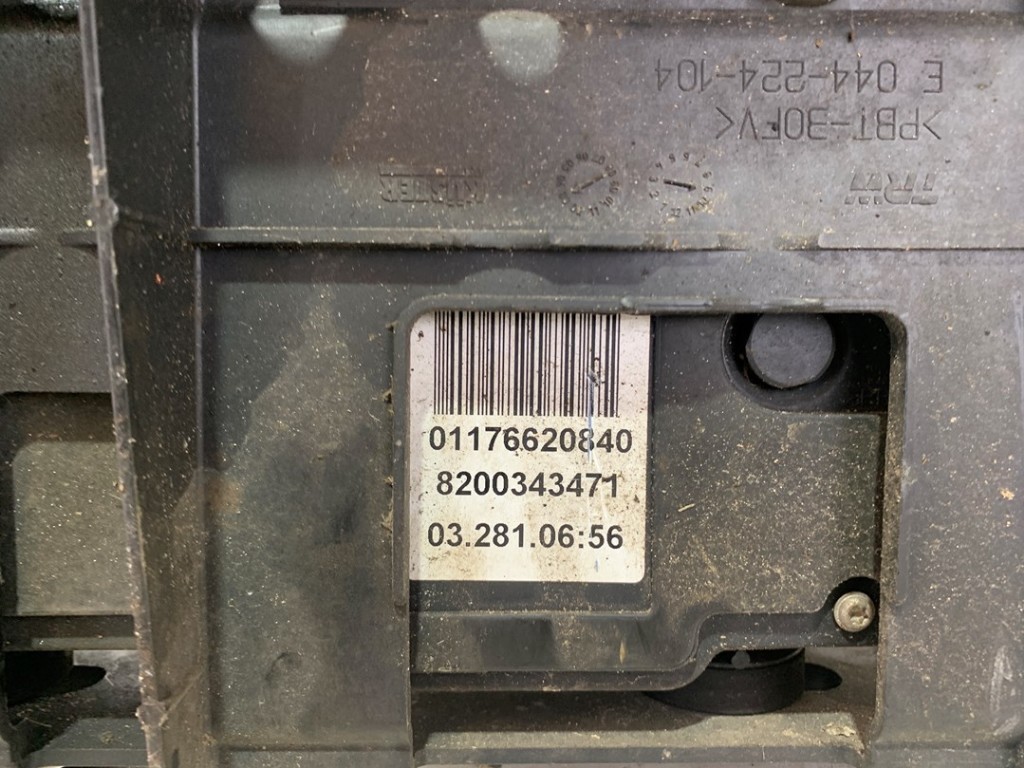 E 044-224-104
>PBT-30FV<
TRW
KÜSTER
01176620840
8200343471
03.281.06:56